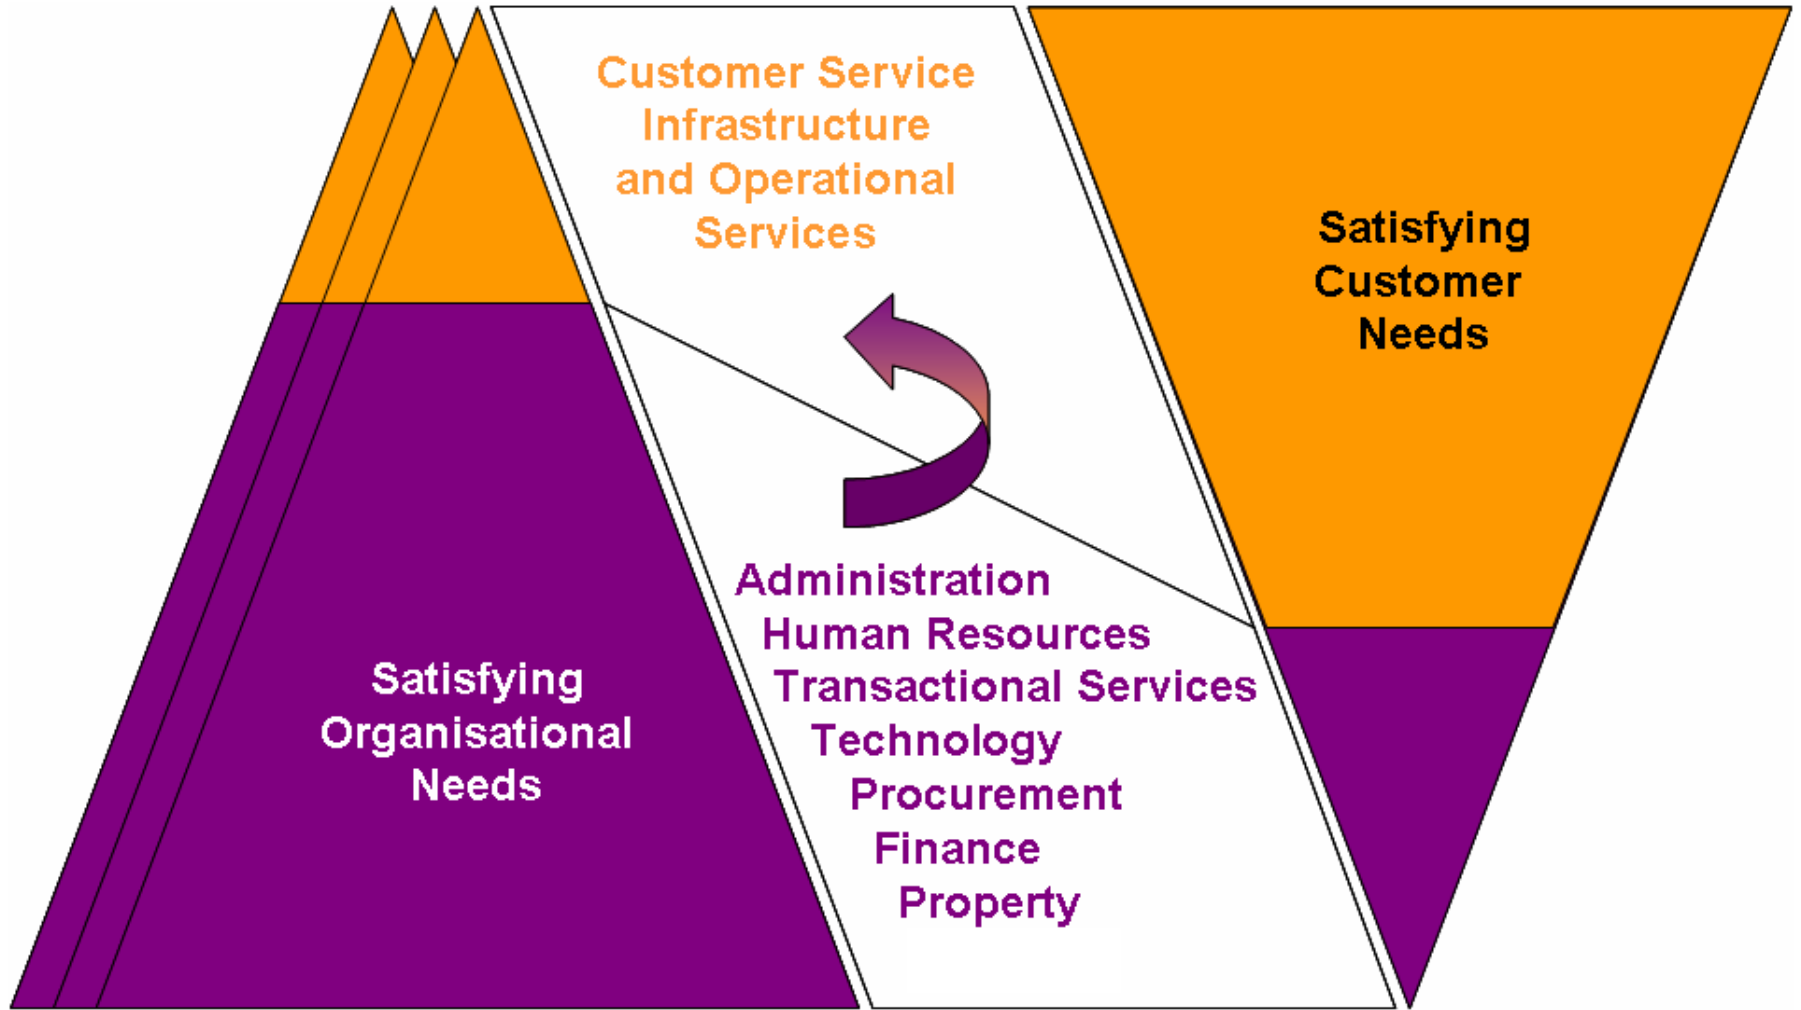 Customer Service
Infrastructure
and Operational
Services
Satisfying
Customer
Needs
Satisfying
Organisational
Needs
Administration
Human Resources
Transactional Services
Technology
Procurement
Finance
Property